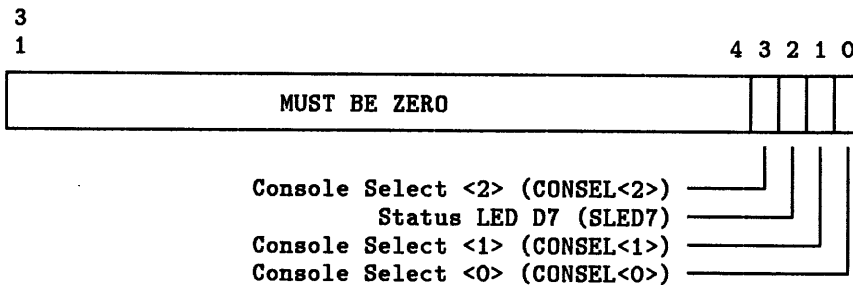 3
1 4 3 2 1 0
MUST BE ZERO
Console Select <2> (CONSEL<2>)
Status LED D7 (SLED7)
Console Select <1> (CONSEL<1>)
Console Select <0> (CONSEL<0>)